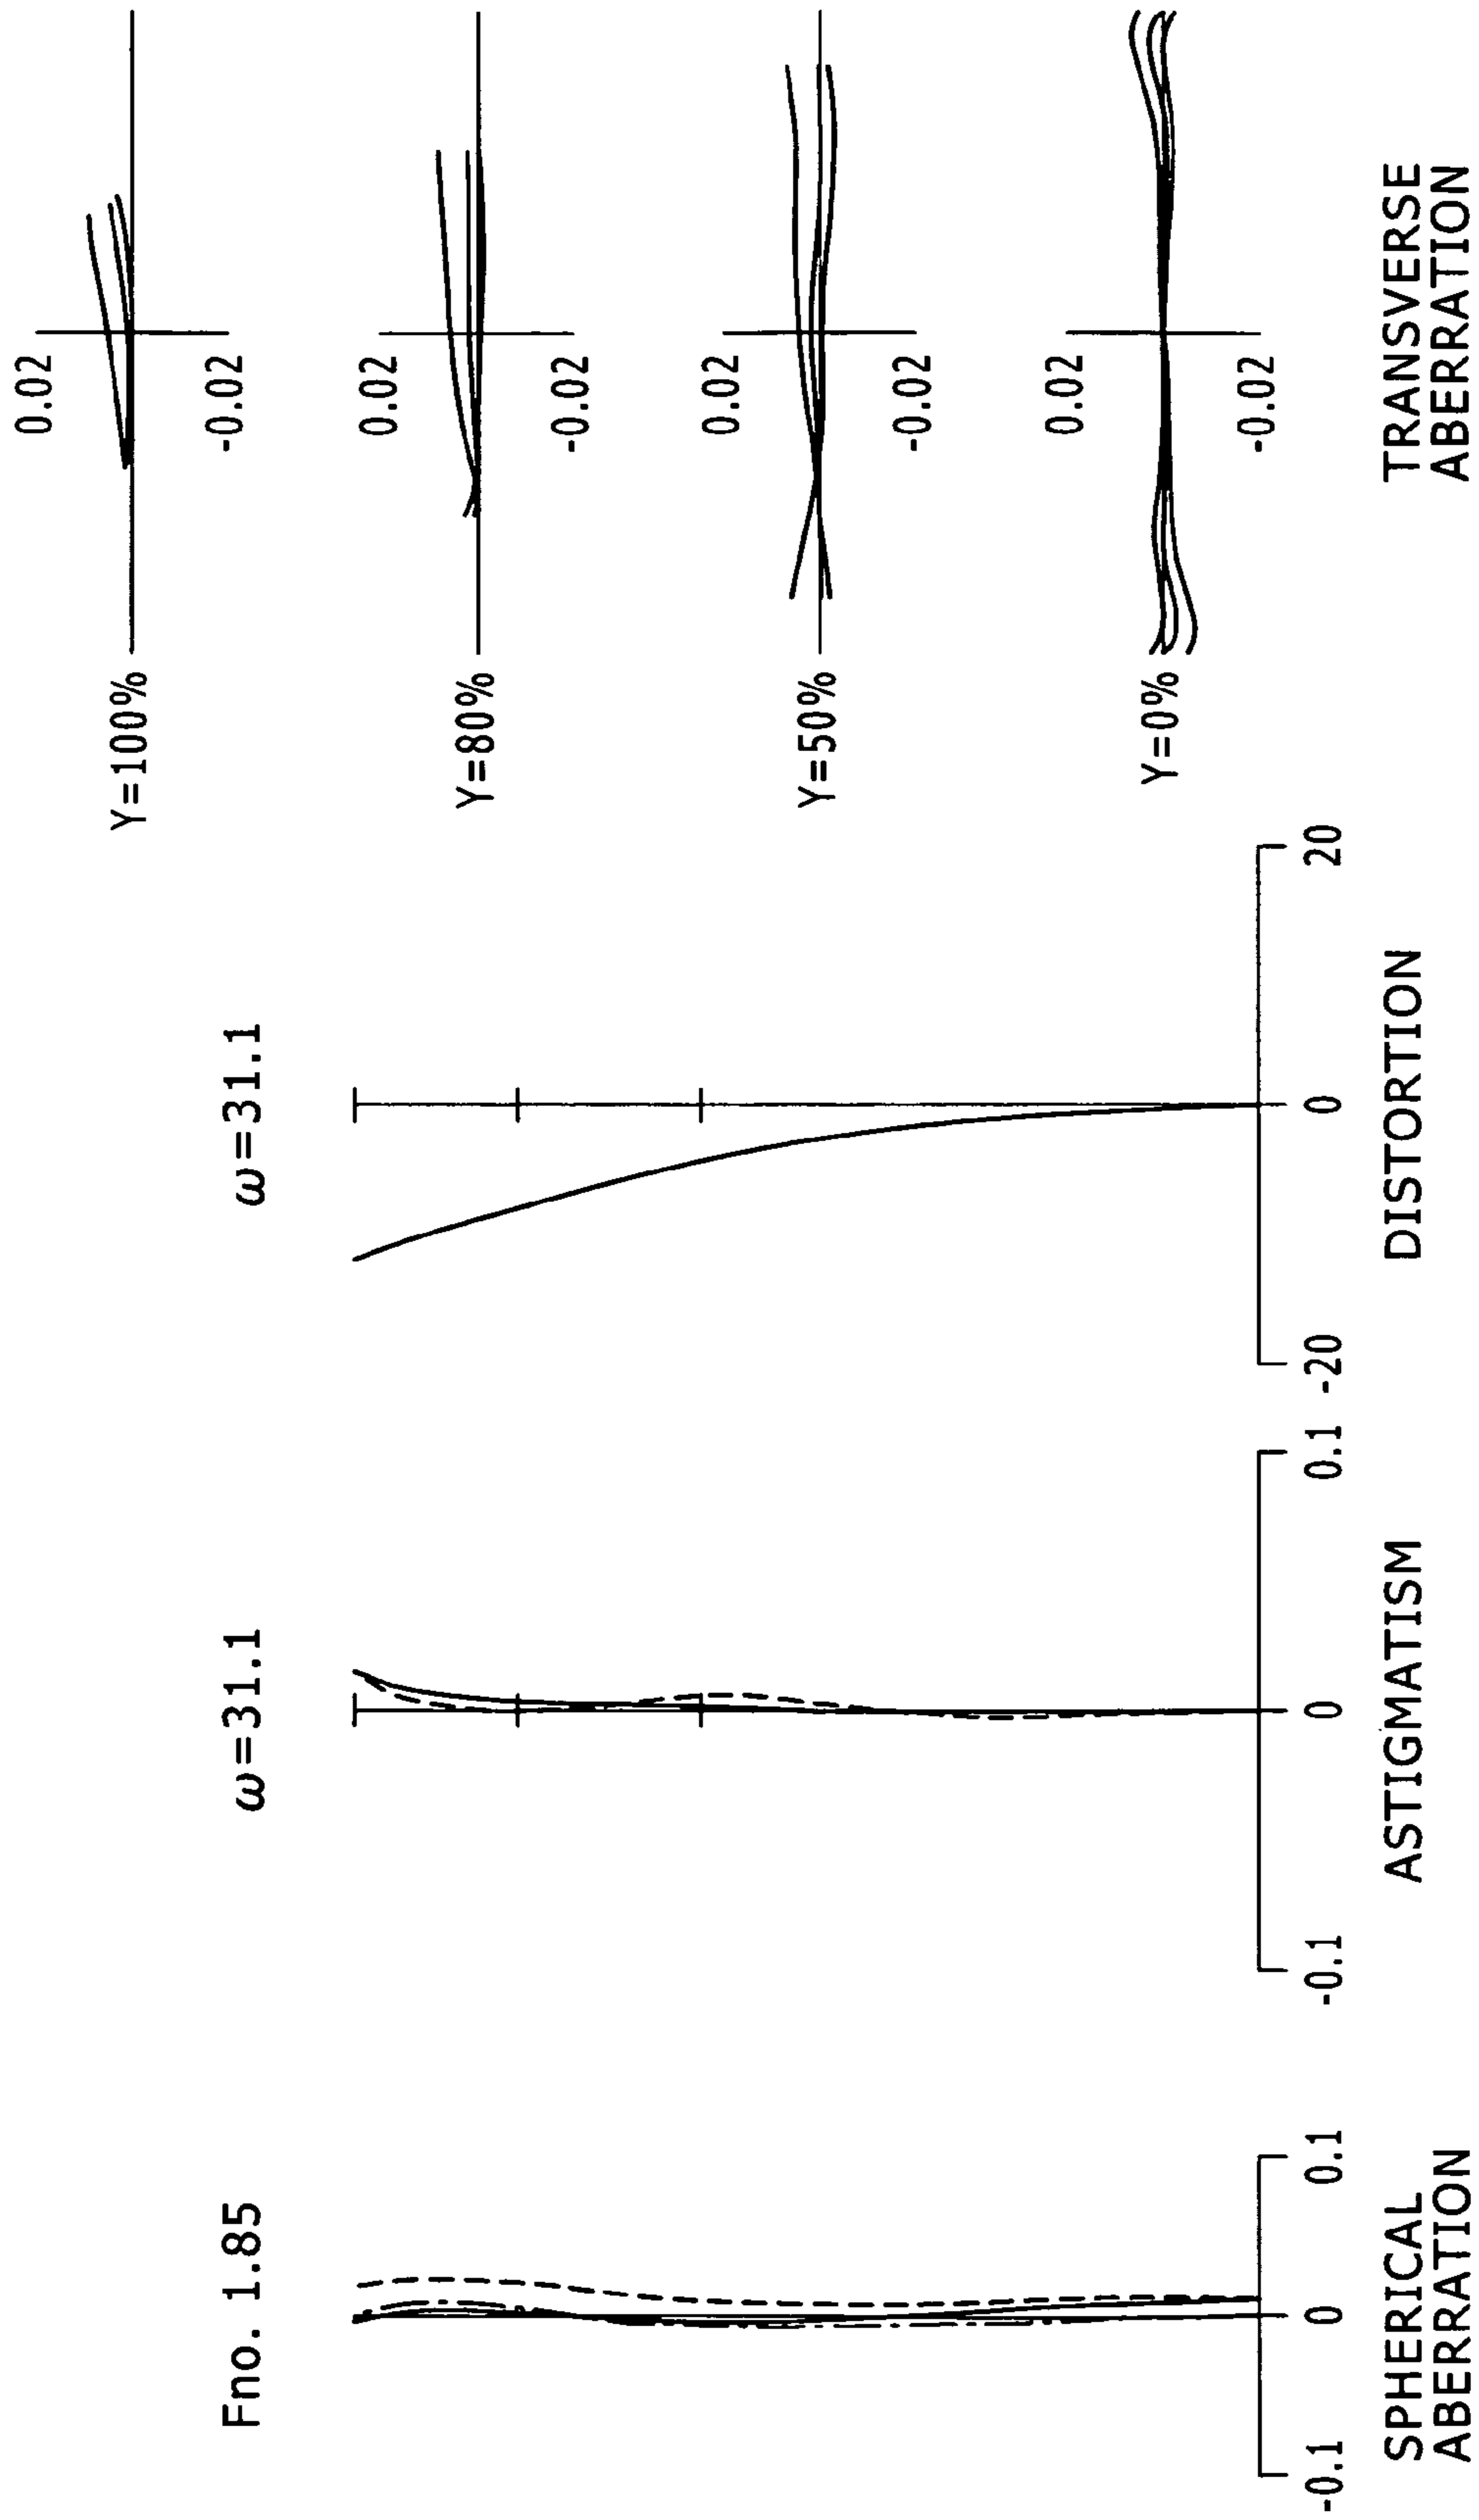 Fno. 1.85
-0.1
0
0.1
SPHERICAL
ABERRATION
ω=31.1
-0.1
0
0.1
ASTIGMATISM
ω=31.1
-20
0
20
DISTORTION
Y=100%
0.02
-0.02
Y=80%
0.02
-0.02
Y=50%
0.02
-0.02
Y=0%
0.02
-0.02
TRANSVERSE
ABERRATION